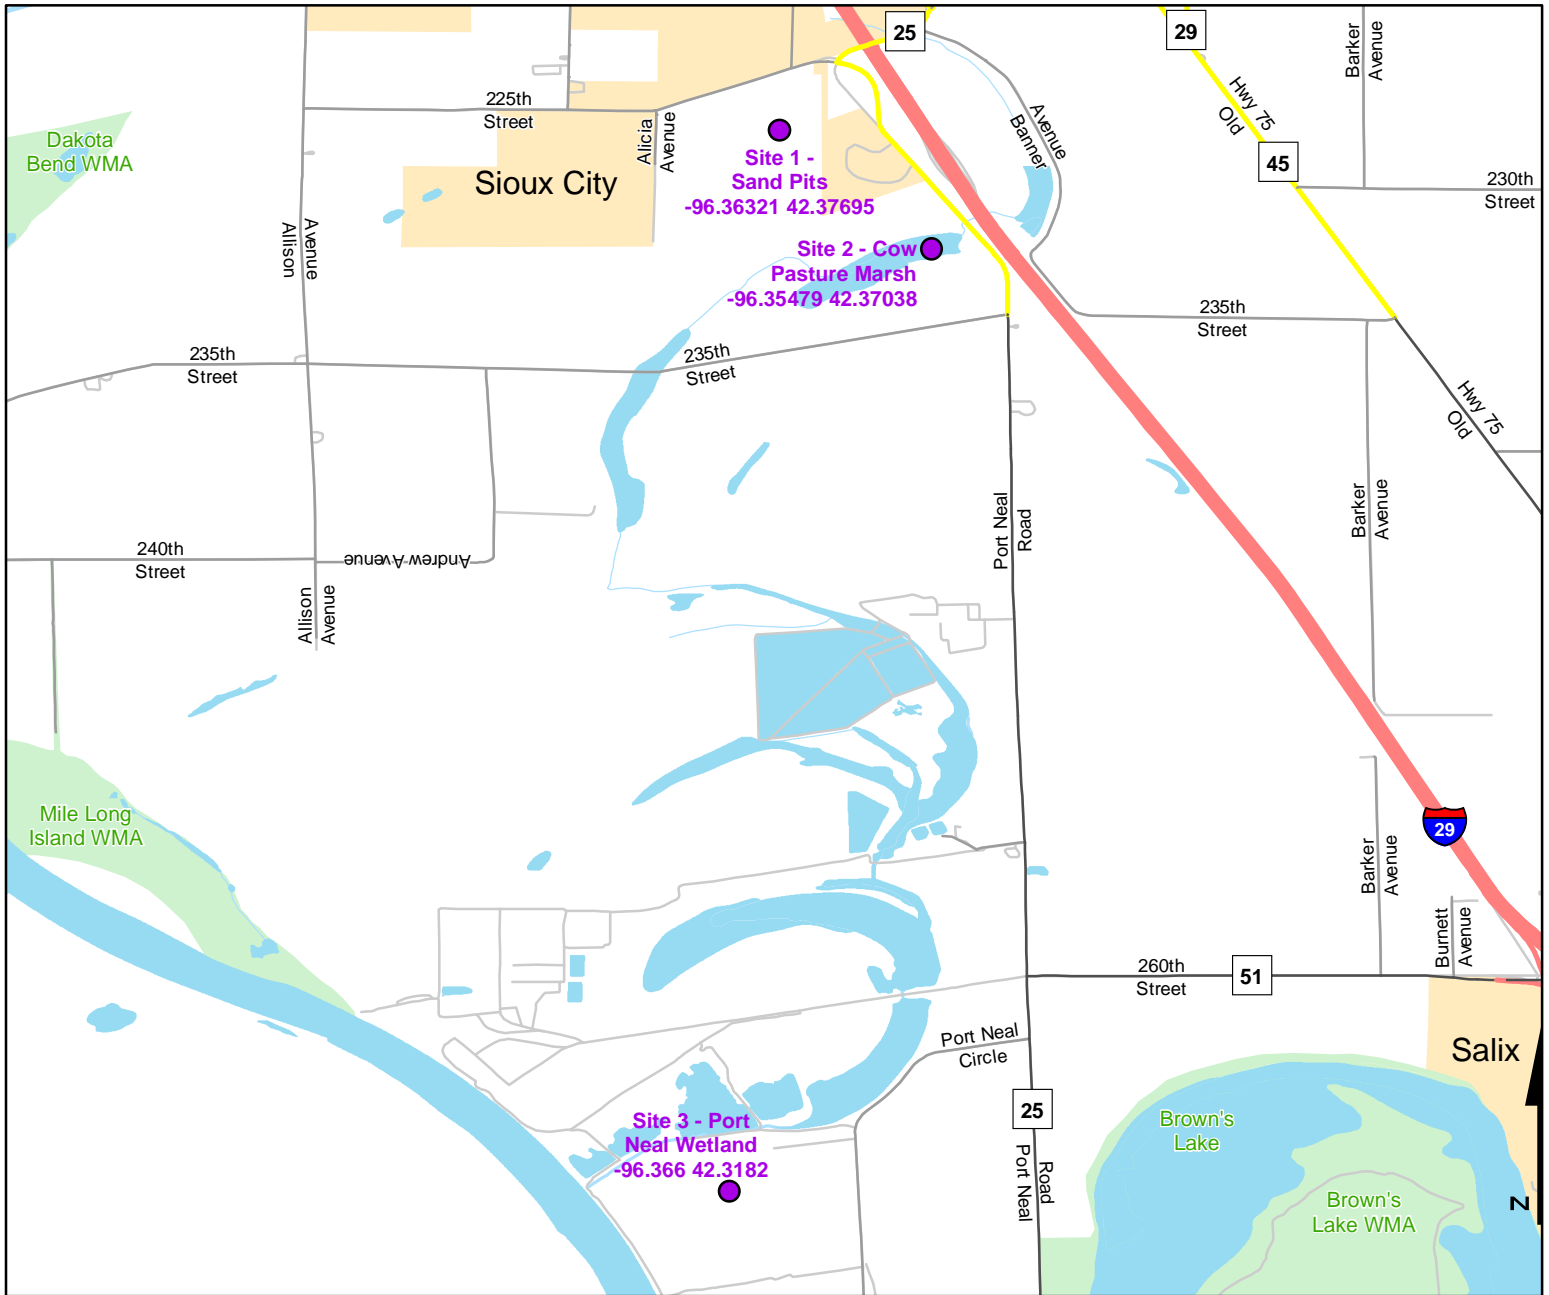 25
29
Barker
Avenue
Hwy 75
Old
225th
Street
Alicia
Avenue
Avenue
Banner
45
Dakota
Bend WMA
Site 1 -
Sand Pits
-96.36321 42.37695
Sioux City
230th
Street
Avenue
Allison
Site 2 - Cow
Pasture Marsh
-96.35479 42.37038
235th
Street
235th
Street
235th
Street
Hwy 75
Old
Port Neal
Road
Barker
Avenue
240th
Street
Andrew Avenue
Allison
Avenue
Mile Long
Island WMA
29
Barker
Avenue
Burnett
Avenue
260th
Street
51
Port Neal
Circle
Salix
25
Site 3 - Port
Neal Wetland
-96.366 42.3182
Brown's
Lake
Road
Port Neal
Brown's
Lake WMA
N